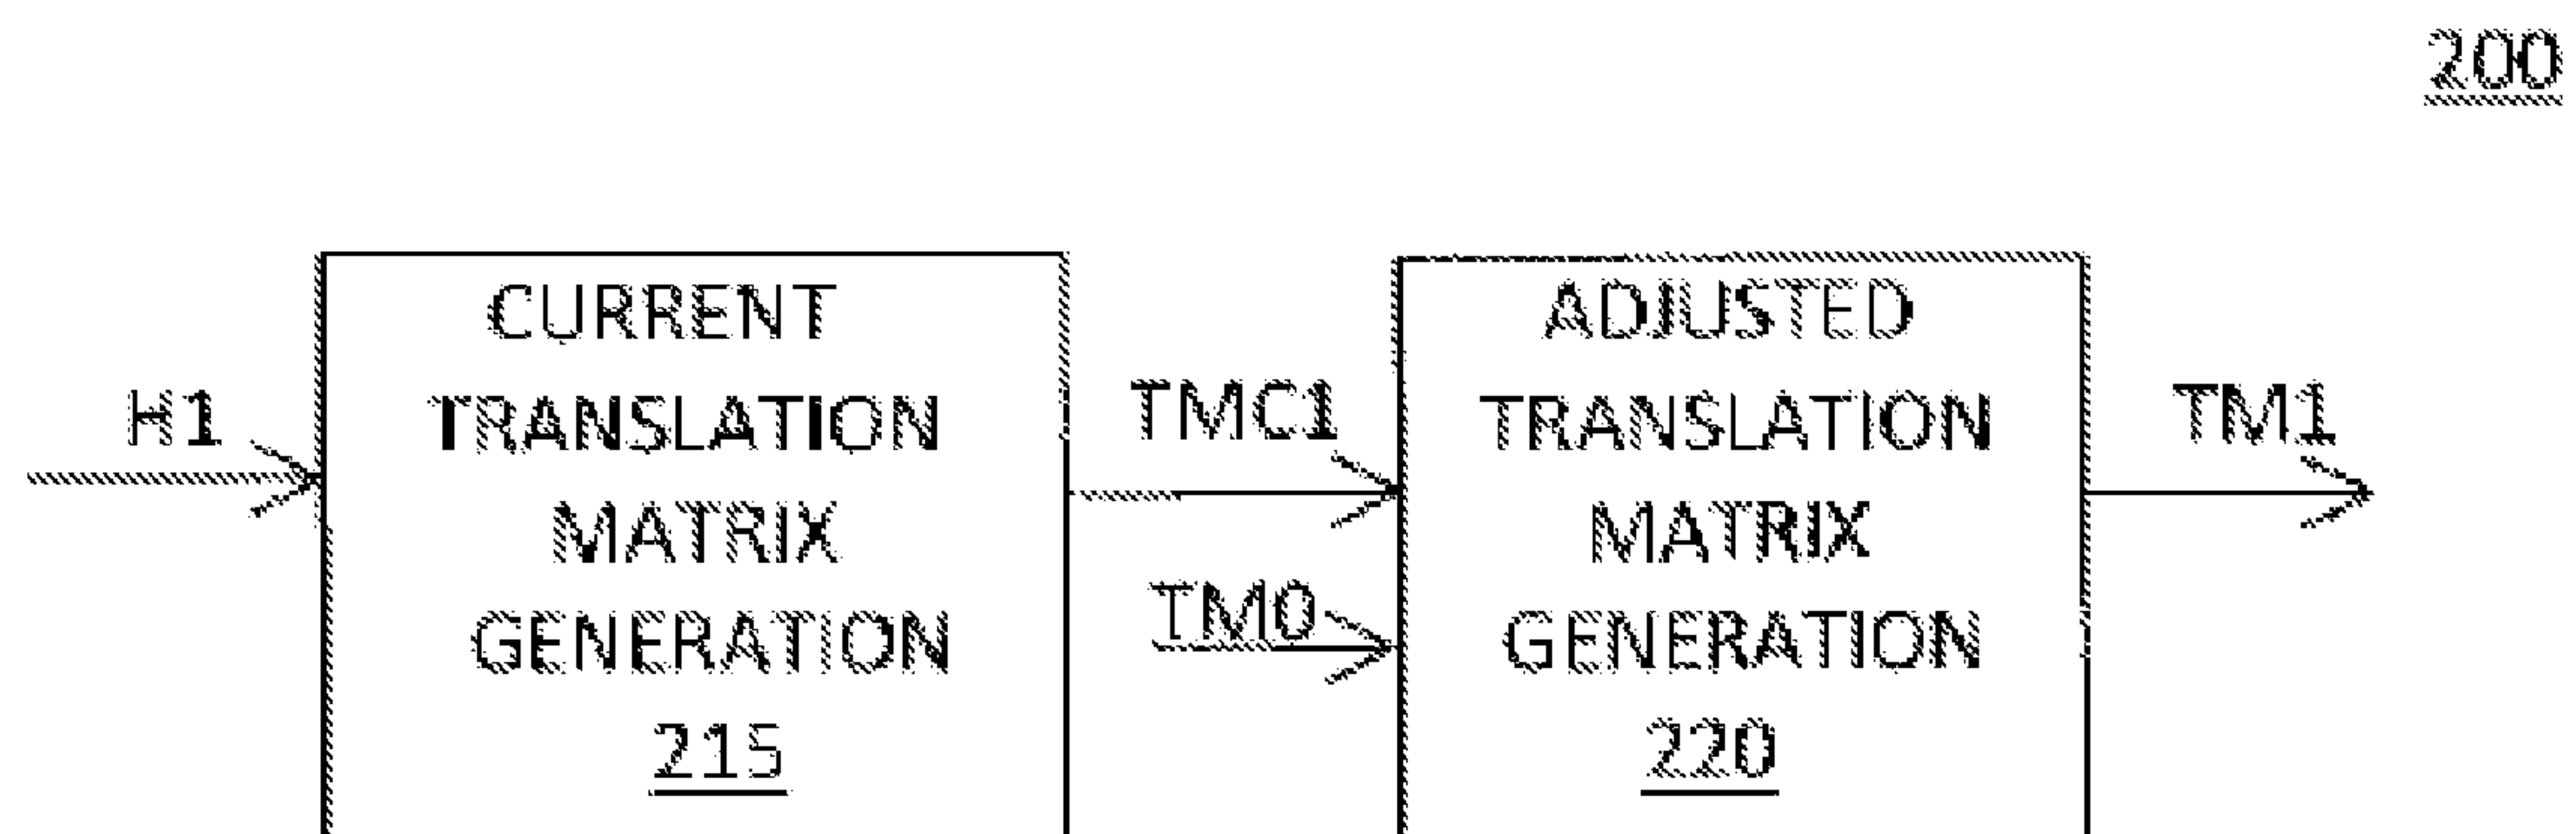 200
H1
CURRENT
TRANSLATION
MATRIX
GENERATION
215
TMC1
TM0
ADJUSTED
TRANSLATION
MATRIX
GENERATION
220
TM1